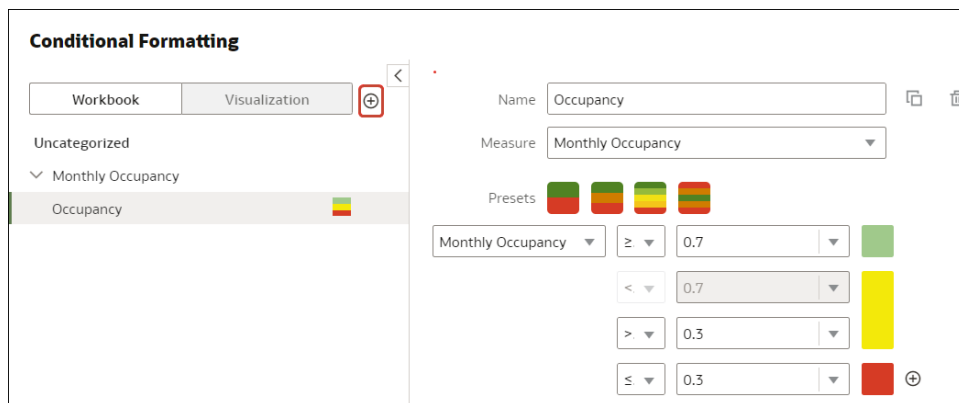 Conditional Formatting
Workbook Visualization
Uncategorized
Monthly Occupancy
Occupancy
Name Occupancy
Measure Monthly Occupancy
Presets
Monthly Occupancy ≥. 0.7
<. 0.7
>. 0.3
≤. 0.3